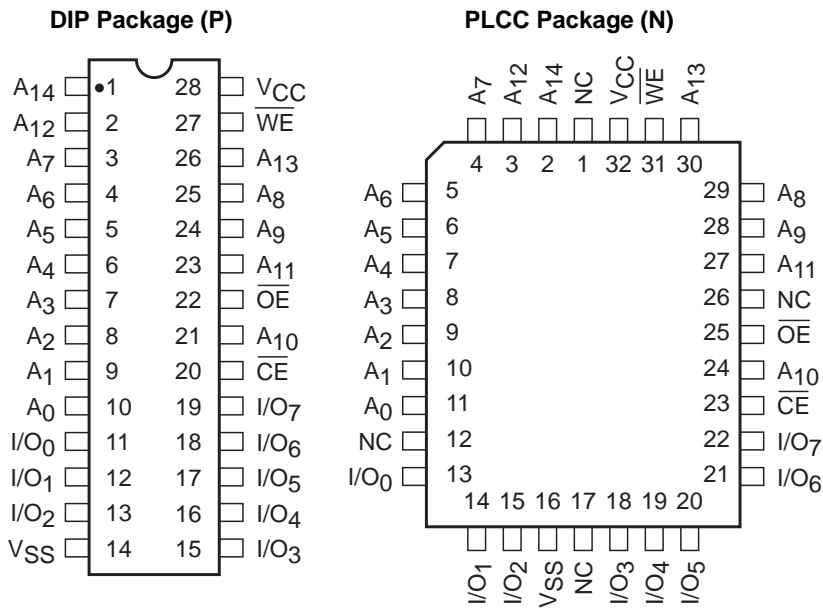 DIP Package (P)
A14 1 28 VCC
A12 2 27 WE
A7 3 26 A13
A6 4 25 A8
A5 5 24 A9
A4 6 23 A11
A3 7 22 OE
A2 8 21 A10
A1 9 20 CE
A0 10 19 I/O7
I/O0 11 18 I/O6
I/O1 12 17 I/O5
I/O2 13 16 I/O4
VSS 14 15 I/O3
PLCC Package (N)
A7 A12 A14 NC VCC WE A13
4 3 2 1 32 31 30
A6 5 29 A8
A5 6 28 A9
A4 7 27 A11
A3 8 26 NC
A2 9 25 OE
A1 10 24 A10
A0 11 23 CE
NC 12 22 I/O7
I/O0 13 21 I/O6
14 15 16 17 18 19 20
I/O1 I/O2 VSS NC I/O3 I/O4 I/O5